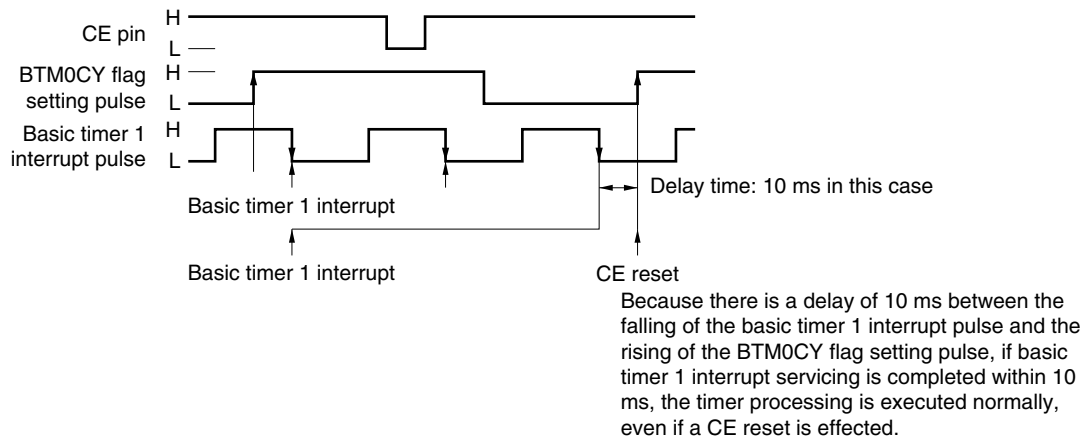 CE pin
H
L
BTM0CY flag
setting pulse
H
L
Basic timer 1
interrupt pulse
H
L
Delay time: 10 ms in this case
Basic timer 1 interrupt
Basic timer 1 interrupt
CE reset
Because there is a delay of 10 ms between the
falling of the basic timer 1 interrupt pulse and the
rising of the BTM0CY flag setting pulse, if basic
timer 1 interrupt servicing is completed within 10
ms, the timer processing is executed normally,
even if a CE reset is effected.